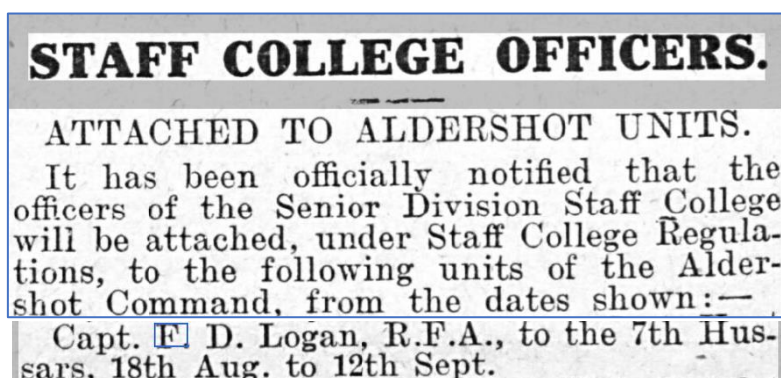 STAFF COLLEGE OFFICERS.
ATTACHED TO ALDERSHOT UNITS.
It has been officially notified that the
officers of the Senior Division Staff College
will be attached, under Staff College Regula-
tions, to the following units of the Alder-
shot Command, from the dates shown:—
Capt. F. D. Logan, R.F.A., to the 7th Hus-
sars, 18th Aug. to 12th Sept.